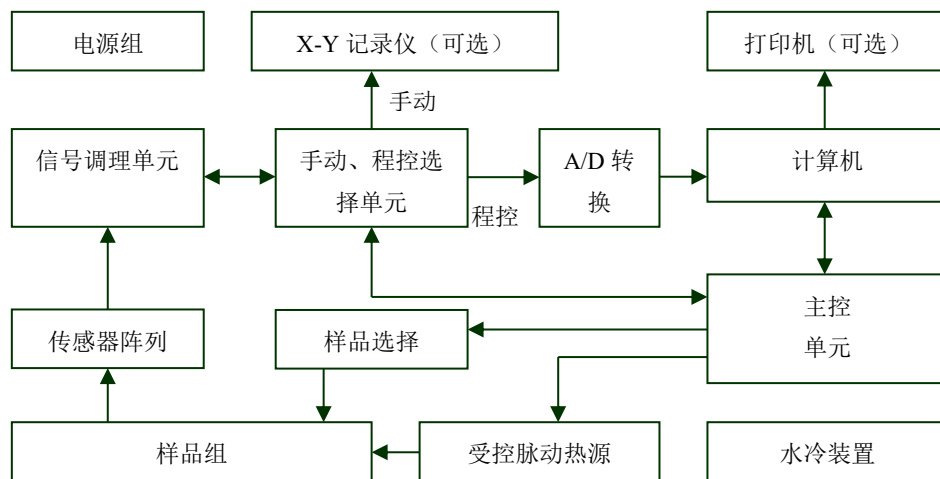 电源组
X-Y 记录仪（可选）
打印机（可选）
手动
信号调理单元
手动、程控选
择单元
A/D 转
换
计算机
程控
主控
单元
传感器阵列
样品选择
样品组
受控脉动热源
水冷装置